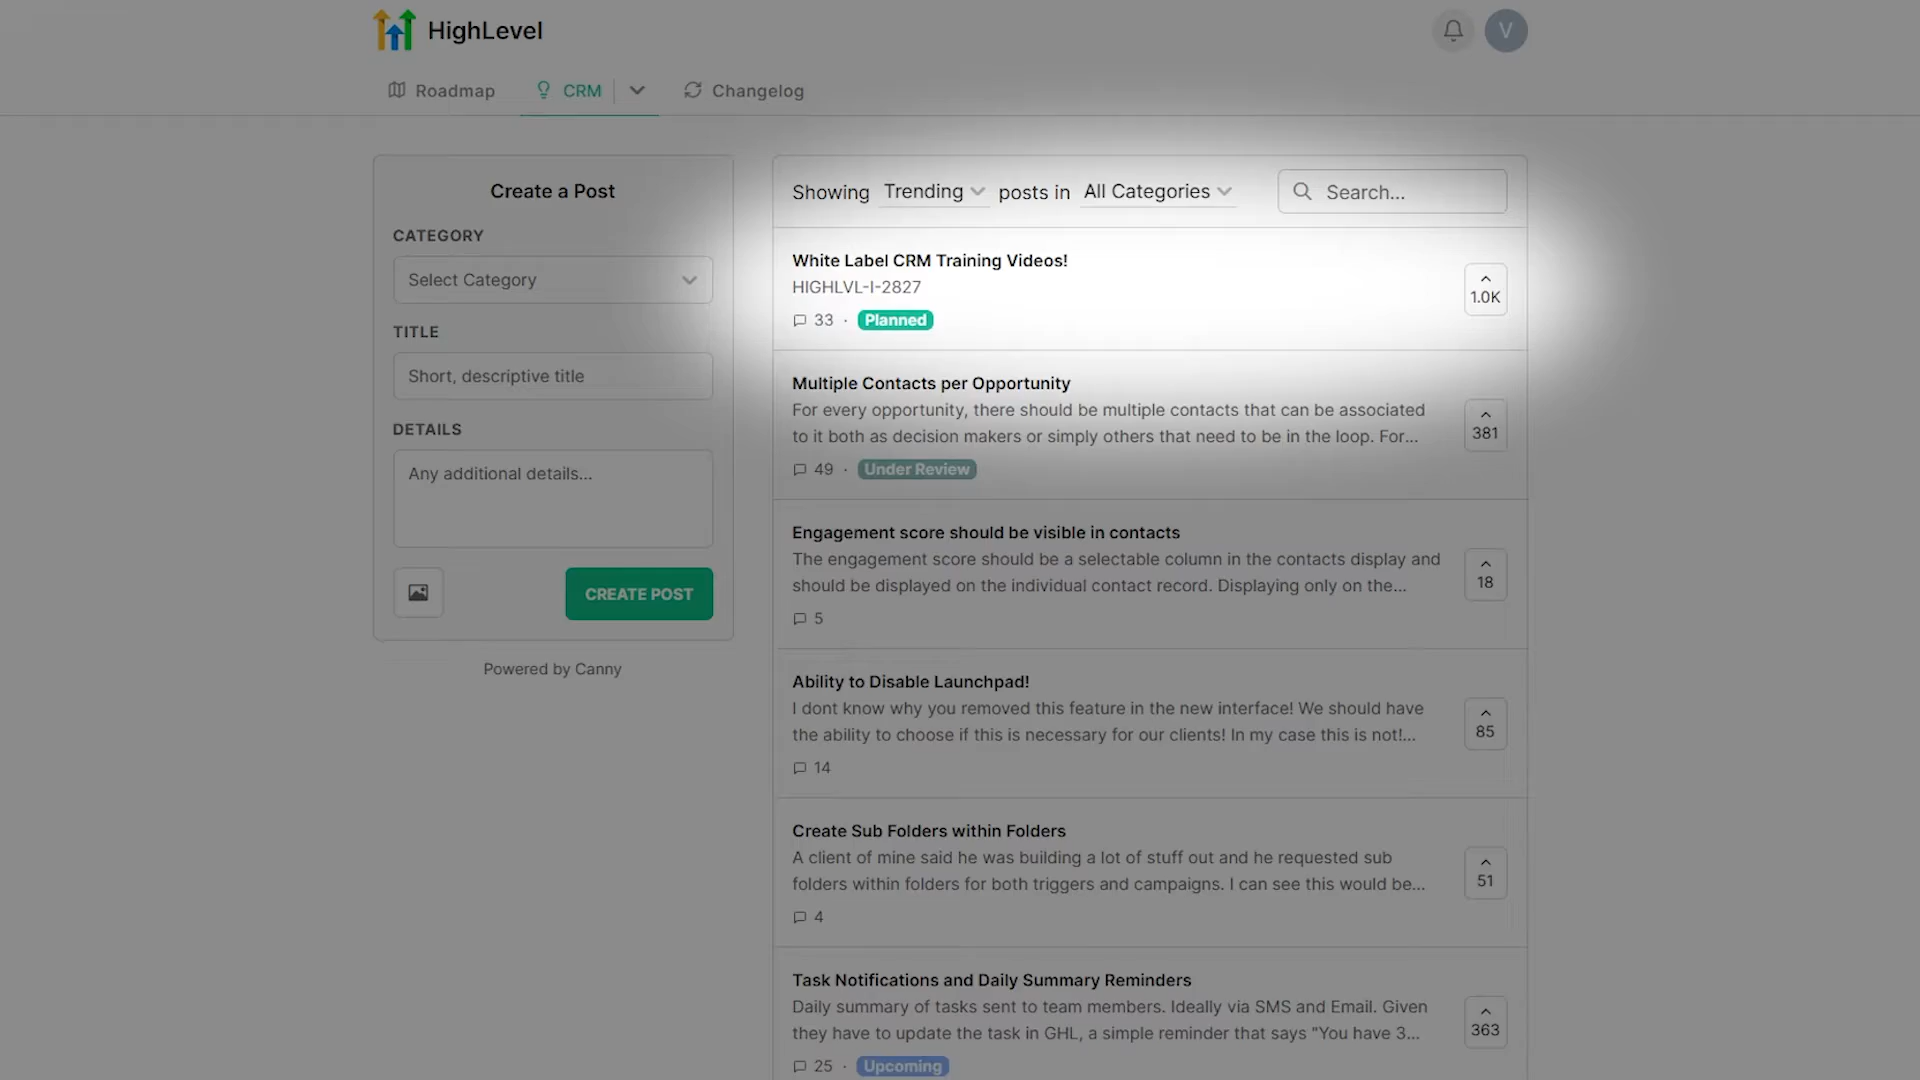 HighLevel
V
Roadmap
CRM
Changelog
Create a Post
CATEGORY
Select Category
TITLE
Short, descriptive title
DETAILS
Any additional details...
CREATE POST
Powered by Canny
Showing Trending posts in All Categories
Search...
White Label CRM Training Videos!
HIGHLVL-I-2827
33 · Planned
1.0K
Multiple Contacts per Opportunity
For every opportunity, there should be multiple contacts that can be associated
to it both as decision makers or simply others that need to be in the loop. For...
49 · Under Review
381
Engagement score should be visible in contacts
The engagement score should be a selectable column in the contacts display and
should be displayed on the individual contact record. Displaying only on the...
5
18
Ability to Disable Launchpad!
I dont know why you removed this feature in the new interface! We should have
the ability to choose if this is necessary for our clients! In my case this is not!...
14
85
Create Sub Folders within Folders
A client of mine said he was building a lot of stuff out and he requested sub
folders within folders for both triggers and campaigns. I can see this would be...
4
51
Task Notifications and Daily Summary Reminders
Daily summary of tasks sent to team members. Ideally via SMS and Email. Given
they have to update the task in GHL, a simple reminder that says "You have 3...
25 · Upcoming
363